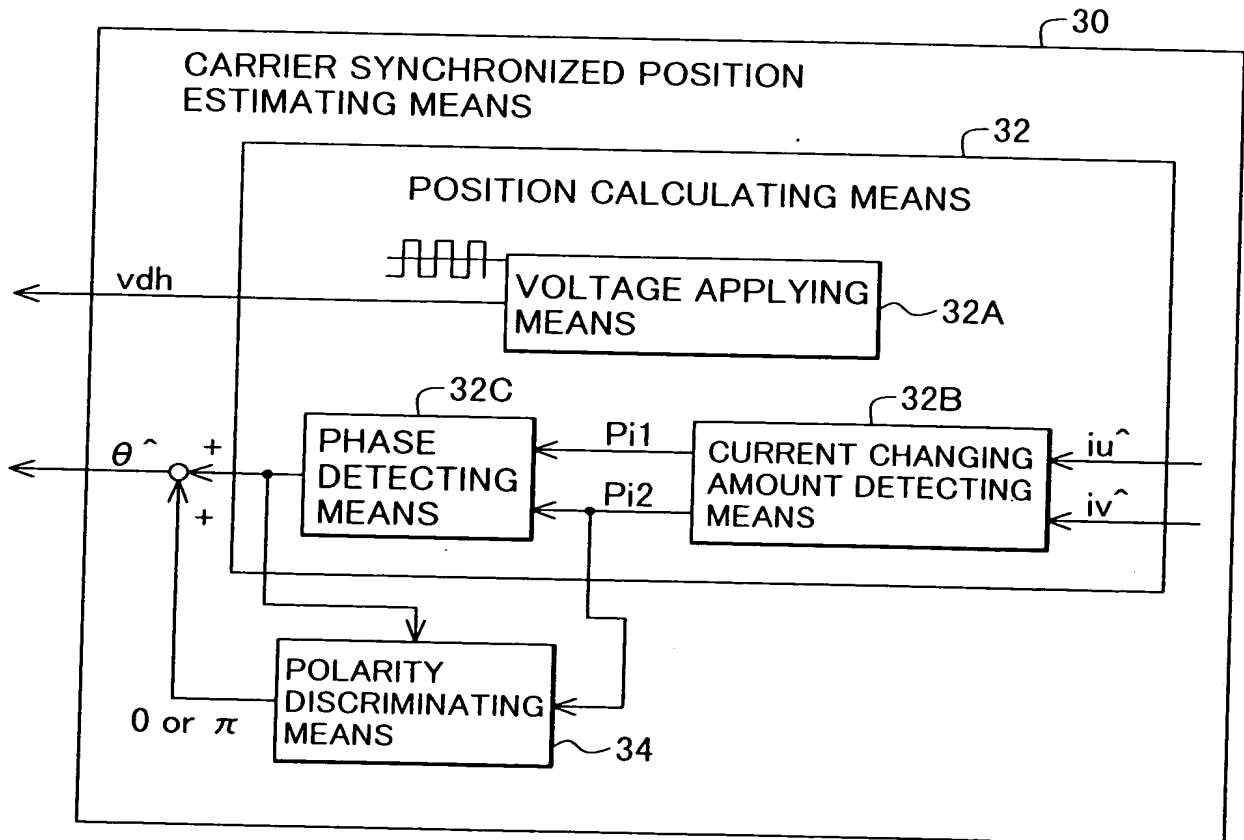 30
CARRIER SYNCHRONIZED POSITION
ESTIMATING MEANS
32
POSITION CALCULATING MEANS
vdh
VOLTAGE APPLYING
MEANS
32A
32C
32B
θ ^
+
+
PHASE
DETECTING
MEANS
Pi1
Pi2
CURRENT CHANGING
AMOUNT DETECTING
MEANS
iu^
iv^
POLARITY
DISCRIMINATING
MEANS
0 or π
34